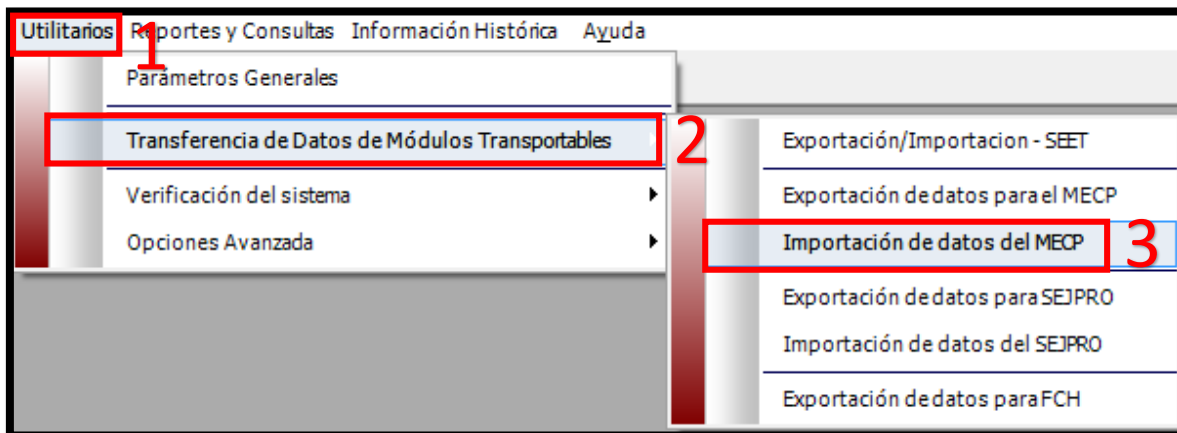 Utilitarios Reportes y Consultas Información Histórica Ayuda
1
Parámetros Generales
Transferencia de Datos de Módulos Transportables
2
Verificación del sistema
Opciones Avanzada
Exportación/Importacion - SEET
Exportación de datos para el MECP
Importación de datos del MECP
3
Exportación de datos para SEJPRO
Importación de datos del SEJPRO
Exportación de datos para FCH